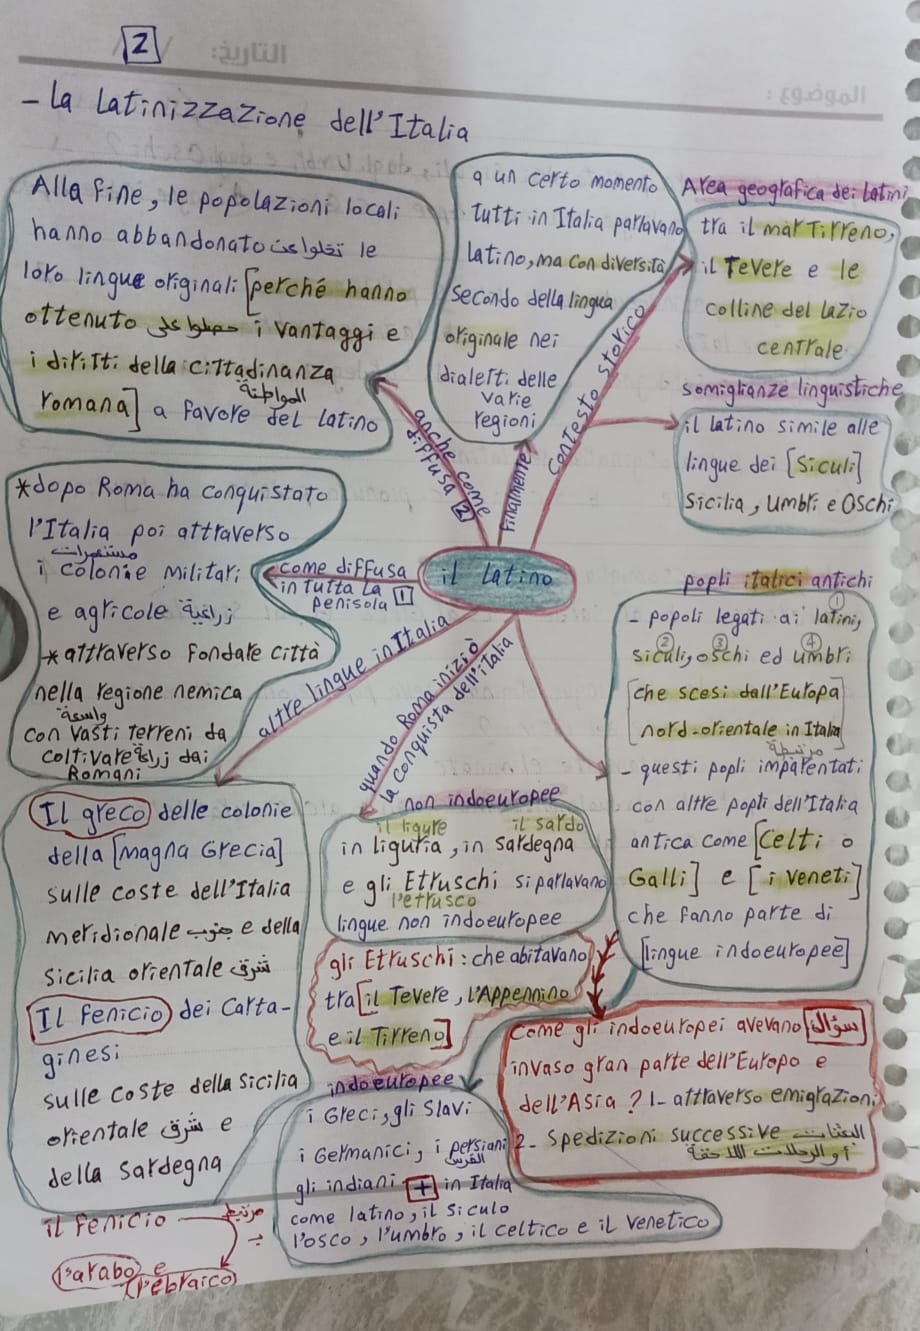 2
التاريخ:
الموضوع :
- La Latinizzazione dell'Italia
Alla fine, le popolazioni locali
hanno abbandonato تخلوا عن le
loro lingue originali [perché hanno
ottenuto حصلوا على i vantaggi e
i diritti della cittadinanza
المواطنة
romana] a favore del latino
a un certo momento
tutti in Italia parlavano
latino, ma con diversità
secondo della lingua
originale nei
dialetti delle
varie
regioni
Area geografica dei latini
tra il mar Tirreno,
il Tevere e le
colline del lazio
centrale.
somiglianze linguistiche
il latino simile alle
lingue dei [Siculi]
Sicilia, Umbri e Oschi
anche come
diffusa 2
Finalmente
contesto storico
il latino
come diffusa
in tutta la
penisola 1
*dopo Roma ha conquistato
l'Italia poi attraverso
مستعمرات
i colonie militari
e agricole زراعية
* attraverso fondare città
nella regione nemica
واسعة
con vasti terreni da
coltivare زراعة dai
Romani
altre lingue in Italia
quando Roma iniziò
la conquista dell'italia
popli italici antichi
- popoli legati ai latini, 1
siculi, oschi ed umbri 2 3 4
[che scesi dall'Europa]
[nord-orientale in Italia]
مرتبطة
- questi popli imparentati
con altre popli dell'Italia
antica come [Celti o
Galli] e [i veneti]
che fanno parte di
[lingue indoeuropee]
Il greco delle colonie
della [Magna Grecia]
sulle coste dell'Italia
meridionale جنوب e della
sicilia orientale شرق
Il Fenicio dei Carta-
ginesi
sulle coste della Sicilia
orientale شرق e
della sardegna
non indoeuropee
il ligure il sardo
in liguria, in sardegna
e gli Etruschi si parlavano
l'etrusco
lingue non indoeuropee
gli Etruschi: che abitavano
tra [il Tevere, l'Appennino
e il Tirreno]
سؤال
Come gli indoeuropei avevano
invaso gran parte dell'Europo e
dell'Asia ? 1- attraverso emigrazioni
2- spedizioni successive البعثات
أو الرحلات اللاحقة
indoeuropee
i Greci, gli Slavi
i Germanici, i persiani
الفرس
gli indiani + in Italia
come latino, il siculo
l'osco, l'umbro, il celtico e il venetico
il Fenicio مرتبط بـ
l'arabo e
l'ebraico